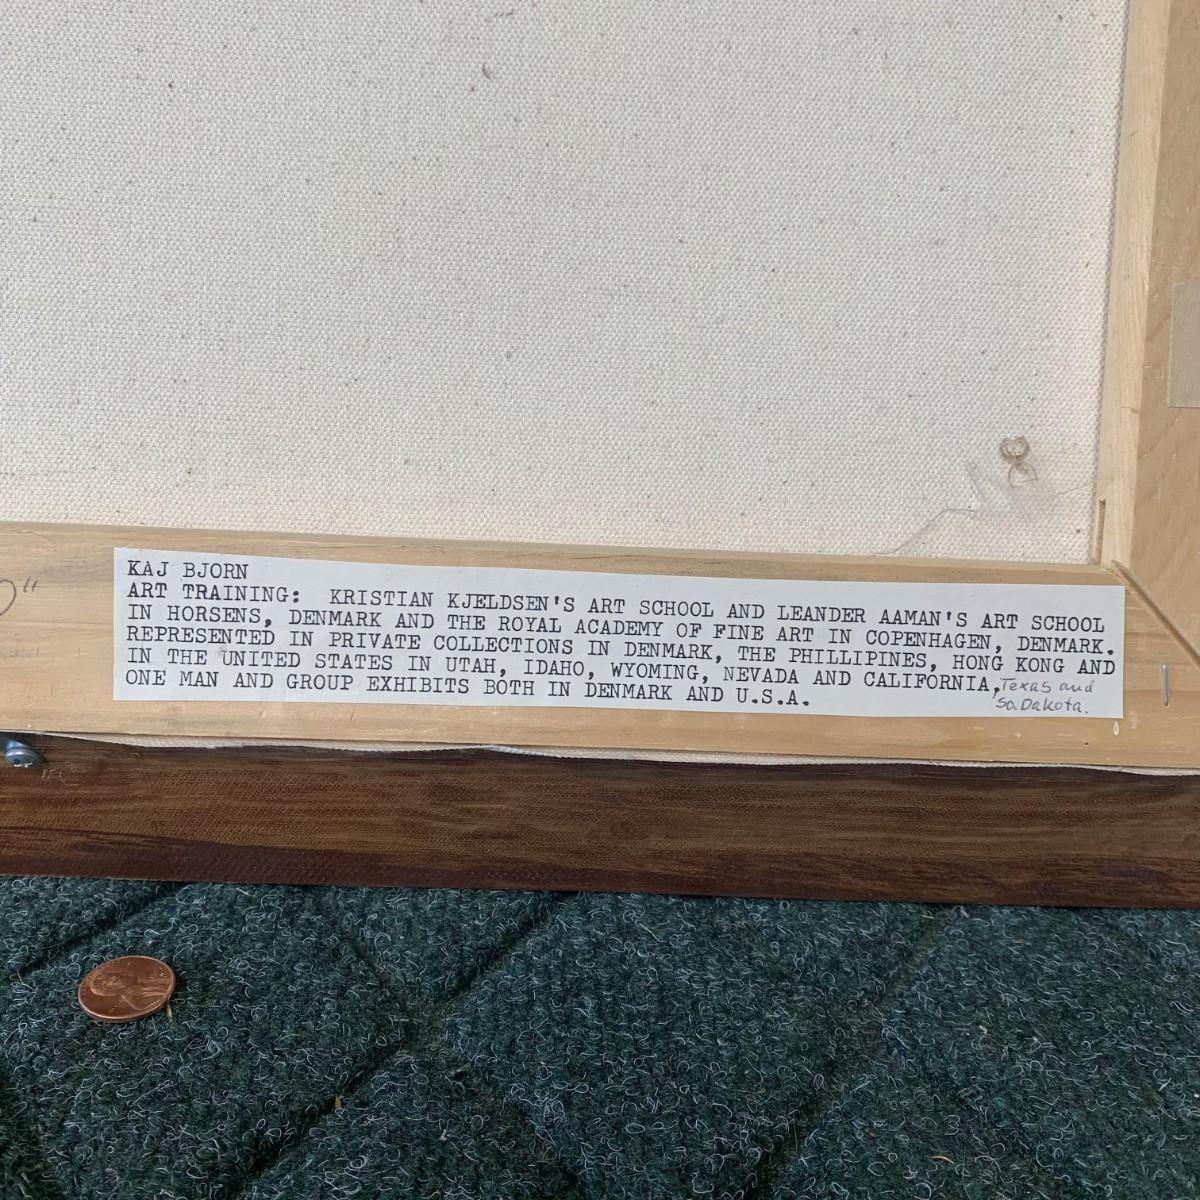 KAJ BJORN
ART TRAINING:  KRISTIAN KJELDSEN'S ART SCHOOL AND LEANDER AAMAN'S ART SCHOOL
IN HORSENS, DENMARK AND THE ROYAL ACADEMY OF FINE ART IN COPENHAGEN, DENMARK.
REPRESENTED IN PRIVATE COLLECTIONS IN DENMARK, THE PHILLIPINES, HONG KONG AND
IN THE UNITED STATES IN UTAH, IDAHO, WYOMING, NEVADA AND CALIFORNIA, Texas and
So Dakota.
ONE MAN AND GROUP EXHIBITS BOTH IN DENMARK AND U.S.A.